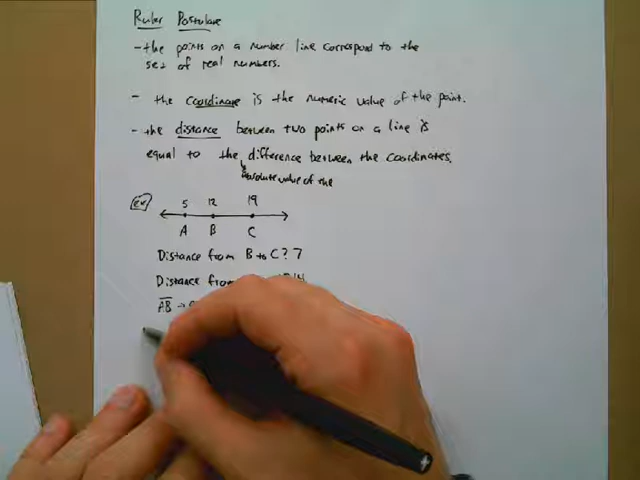 Ruler Postulate
- the points on a number line correspond to the
set of real numbers.
- the coordinate is the numeric value of the point.
- the distance between two points on a line is
equal to the difference between the coordinates.
absolute value of the
ex
5 12 19
A B C
Distance from B to C? 7
Distance from 14
AB →